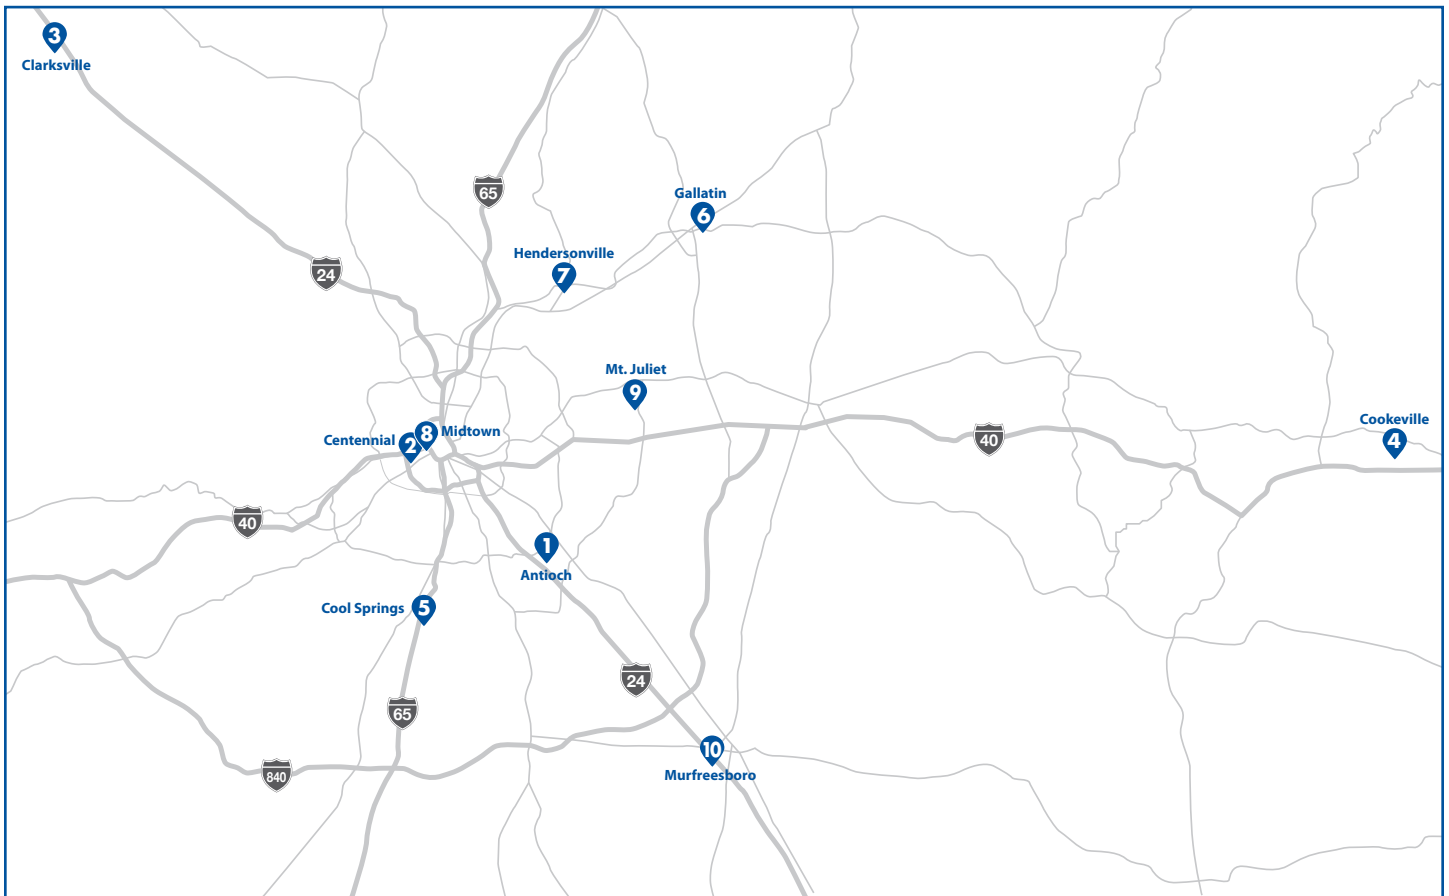 3
Clarksville
65
Gallatin
6
Hendersonville
7
24
Mt. Juliet
9
Centennial 2
8 Midtown
40
Cookeville
4
40
1
Antioch
Cool Springs 5
24
65
10
Murfreesboro
840